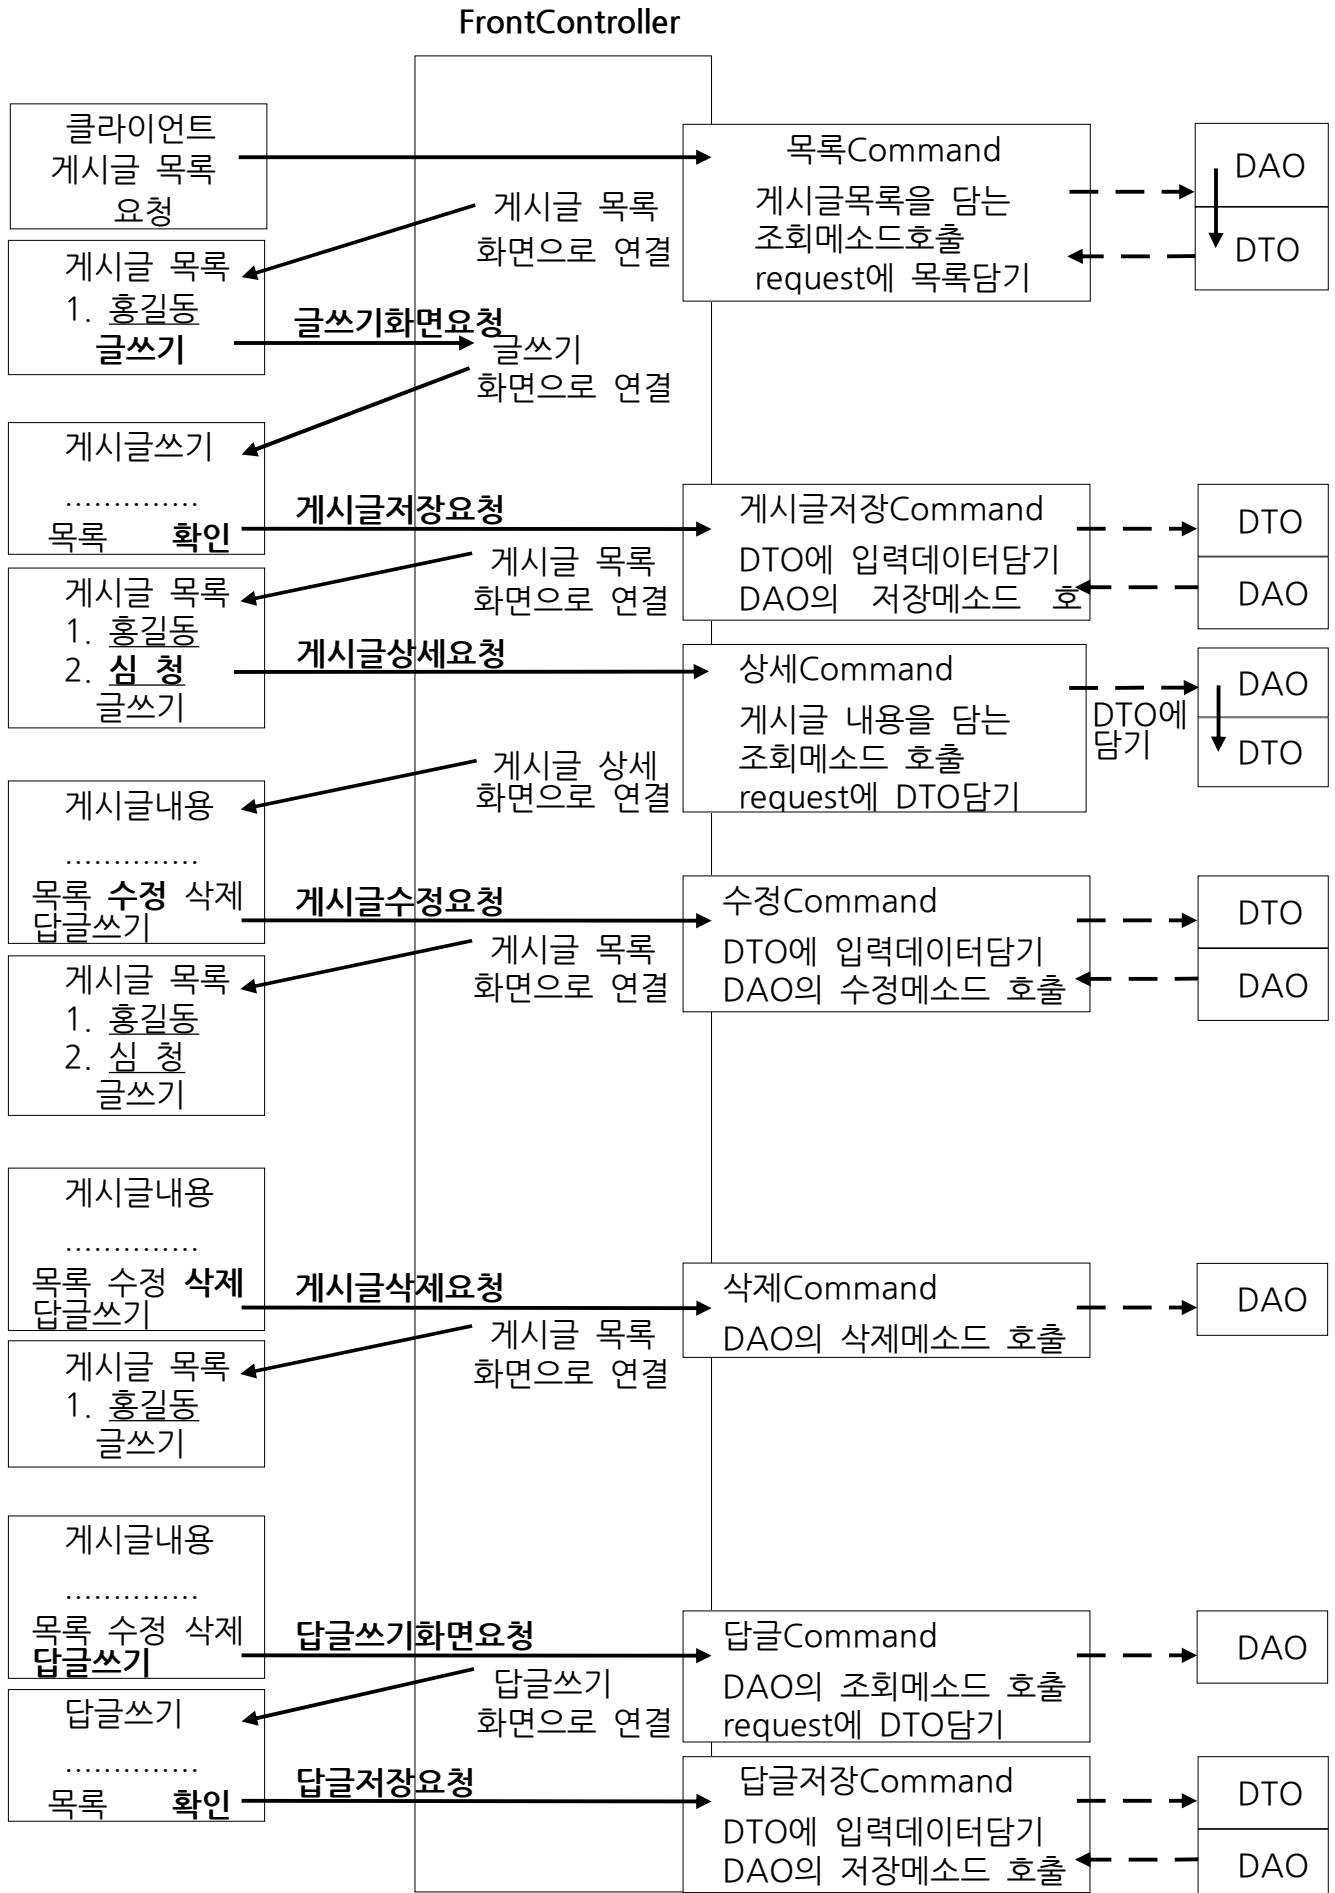 FrontController
클라이언트
게시글 목록
요청
목록Command
게시글목록을 담는
조회메소드호출
request에 목록담기
DAO
DTO
게시글 목록
화면으로 연결
게시글 목록
1. 홍길동
글쓰기
글쓰기화면요청
글쓰기
화면으로 연결
게시글쓰기
..............
목록 확인
게시글저장요청
게시글저장Command
DTO에 입력데이터담기
DAO의 저장메소드 호
DTO
DAO
게시글 목록
화면으로 연결
게시글 목록
1. 홍길동
2. 심 청
글쓰기
게시글상세요청
상세Command
게시글 내용을 담는
조회메소드 호출
request에 DTO담기
DTO에
담기
DAO
DTO
게시글 상세
화면으로 연결
게시글내용
..............
목록 수정 삭제
답글쓰기
게시글수정요청
수정Command
DTO에 입력데이터담기
DAO의 수정메소드 호출
DTO
DAO
게시글 목록
화면으로 연결
게시글 목록
1. 홍길동
2. 심 청
글쓰기
게시글내용
..............
목록 수정 삭제
답글쓰기
게시글삭제요청
삭제Command
DAO의 삭제메소드 호출
DAO
게시글 목록
화면으로 연결
게시글 목록
1. 홍길동
글쓰기
게시글내용
..............
목록 수정 삭제
답글쓰기
답글쓰기화면요청
답글Command
DAO의 조회메소드 호출
request에 DTO담기
DAO
답글쓰기
화면으로 연결
답글쓰기
..............
목록 확인
답글저장요청
답글저장Command
DTO에 입력데이터담기
DAO의 저장메소드 호출
DTO
DAO